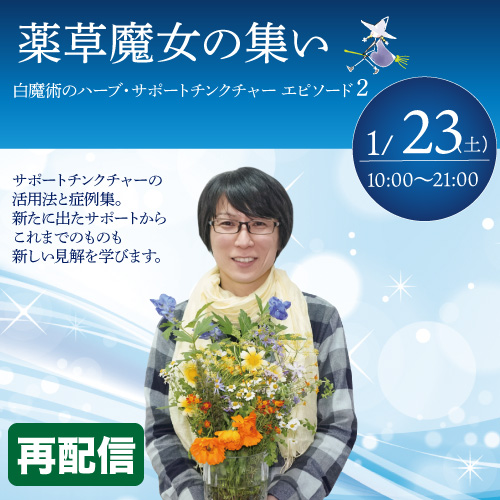 薬草魔女の集い
白魔術のハーブ・サポートチンクチャー エピソード2
1/23(土)
10:00〜21:00
サポートチンクチャーの
活用法と症例集。
新たに出たサポートから
これまでのものも
新しい見解を学びます。
再配信